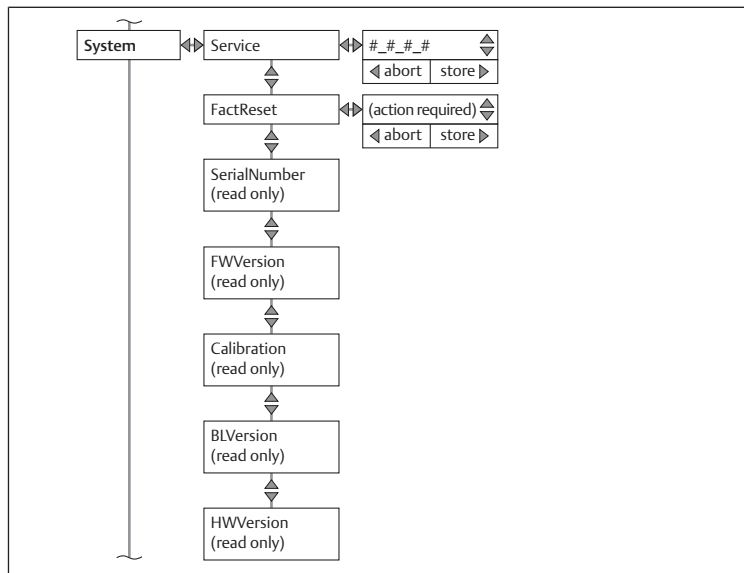 System
Service
#_#_#_#
abort
store
FactReset
(action required)
abort
store
SerialNumber
(read only)
FWVersion
(read only)
Calibration
(read only)
BLVersion
(read only)
HWVersion
(read only)